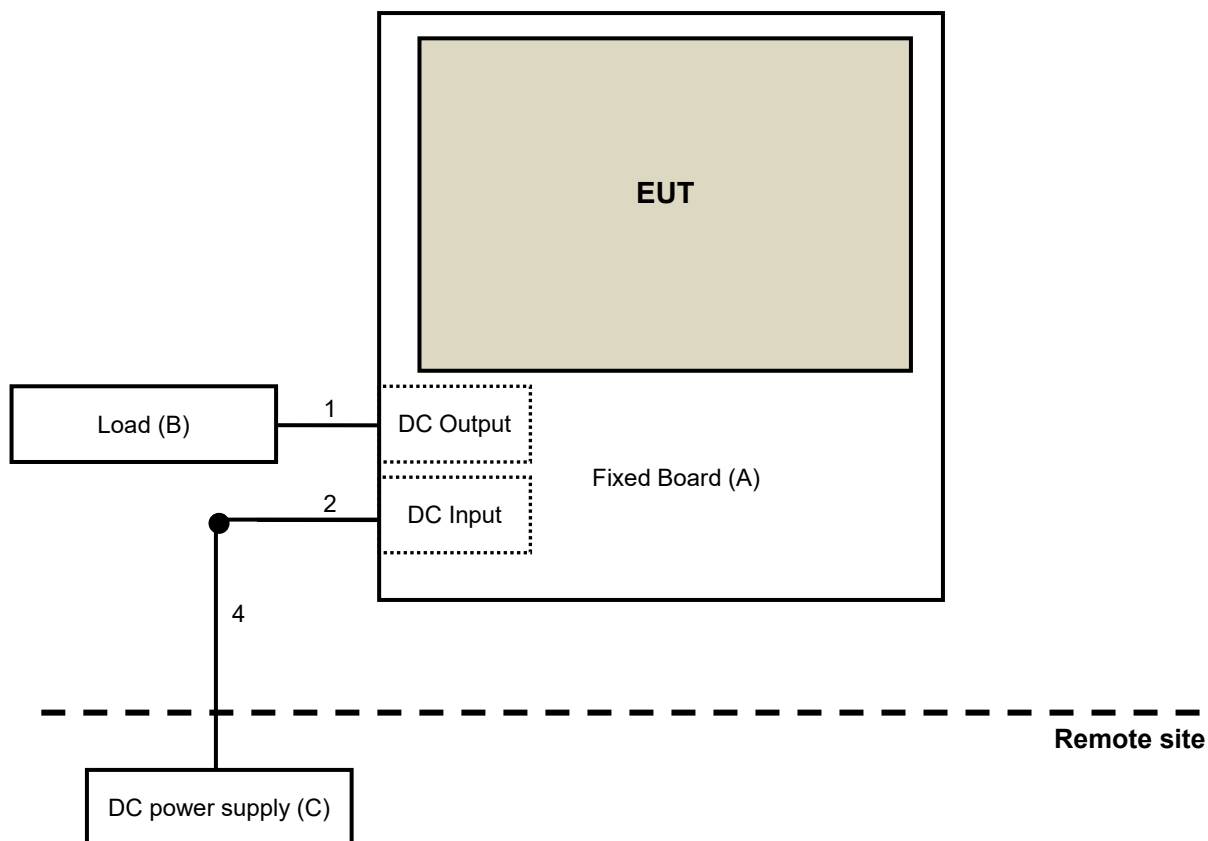 EUT
Load (B)
1
DC Output
Fixed Board (A)
2
DC Input
4
Remote site
DC power supply (C)